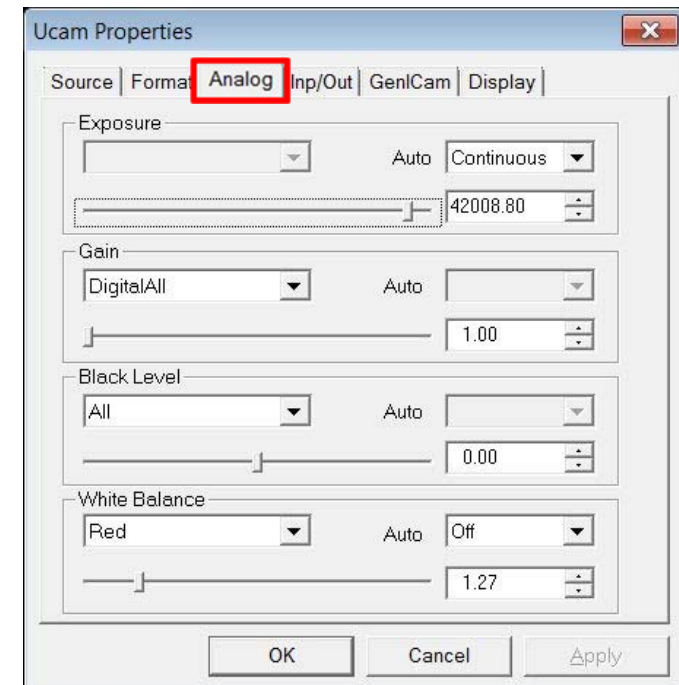 Ucam Properties
Source Format Analog Inp/Out GenICam Display
Exposure
Auto Continuous
42008.80
Gain
DigitalAll Auto
1.00
Black Level
All Auto
0.00
White Balance
Red Auto Off
1.27
OK Cancel Apply